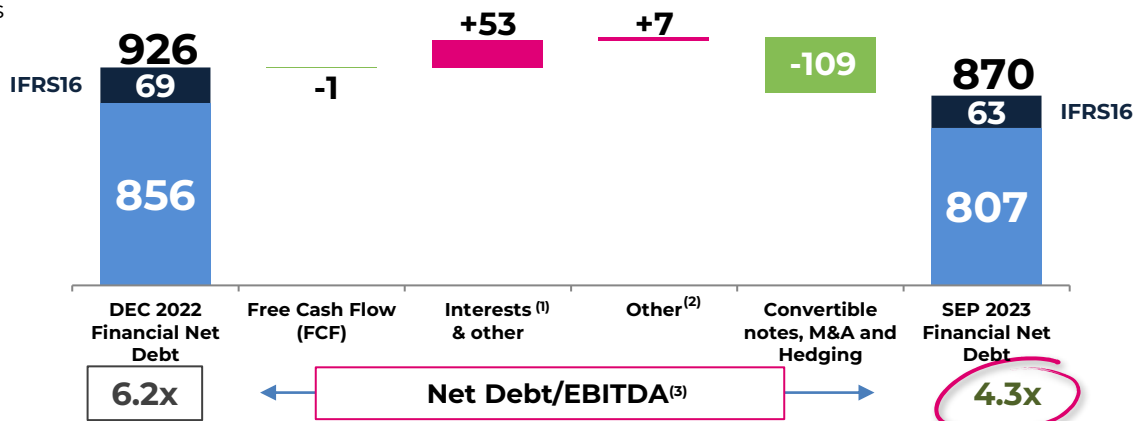 s
+53
+7
926
-109
870
IFRS16
69
-1
63
IFRS16
856
807
DEC 2022
Financial Net
Debt
Free Cash Flow
(FCF)
Interests (1)
& other
Other(2)
Convertible
notes, M&A and
Hedging
SEP 2023
Financial Net
Debt
6.2x
Net Debt/EBITDA(3)
4.3x